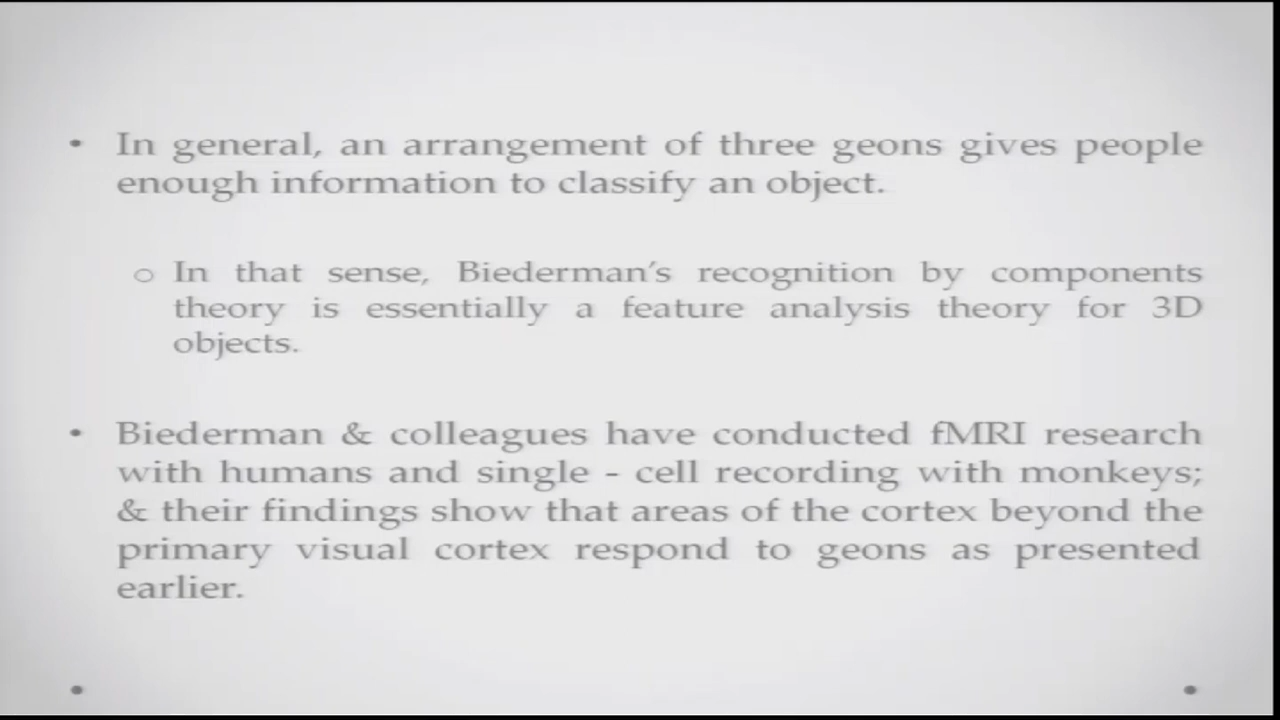 • In general, an arrangement of three geons gives people
enough information to classify an object.
o In that sense, Biederman's recognition by components
theory is essentially a feature analysis theory for 3D
objects.
• Biederman & colleagues have conducted fMRI research
with humans and single - cell recording with monkeys;
& their findings show that areas of the cortex beyond the
primary visual cortex respond to geons as presented
earlier.